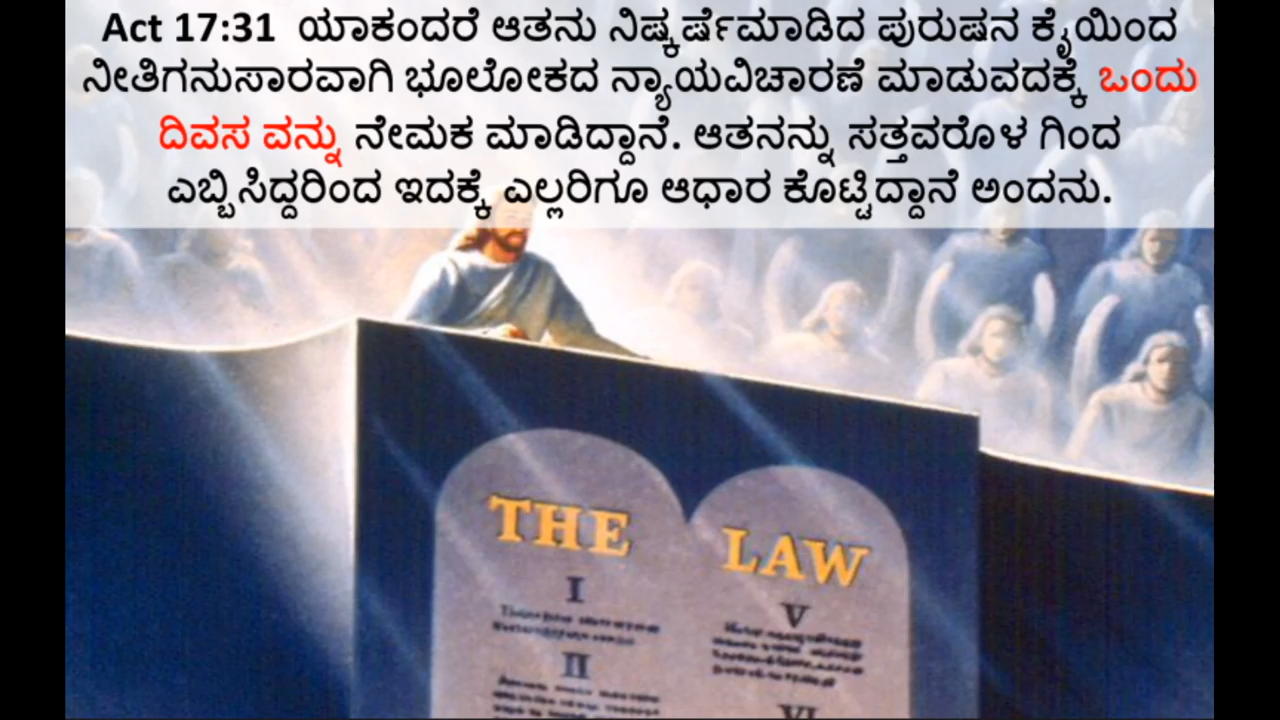 Act 17:31 ಯಾಕಂದರೆ ಆತನು ನಿಷ್ಕರ್ಷೆಮಾಡಿದ ಪುರುಷನ ಕೈಯಿಂದ
ನೀತಿಗನುಸಾರವಾಗಿ ಭೂಲೋಕದ ನ್ಯಾಯವಿಚಾರಣೆ ಮಾಡುವದಕ್ಕೆ ಒಂದು
ದಿವಸ ವನ್ನು ನೇಮಕ ಮಾಡಿದ್ದಾನೆ. ಆತನನ್ನು ಸತ್ತವರೊಳ ಗಿಂದ
ಎಬ್ಬಿಸಿದ್ದರಿಂದ ಇದಕ್ಕೆ ಎಲ್ಲರಿಗೂ ಆಧಾರ ಕೊಟ್ಟಿದ್ದಾನೆ ಅಂದನು.
THE LAW
I
V
II
VI